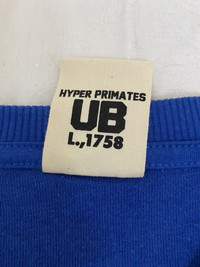 HYPER PRIMATES
UB
L.,1758